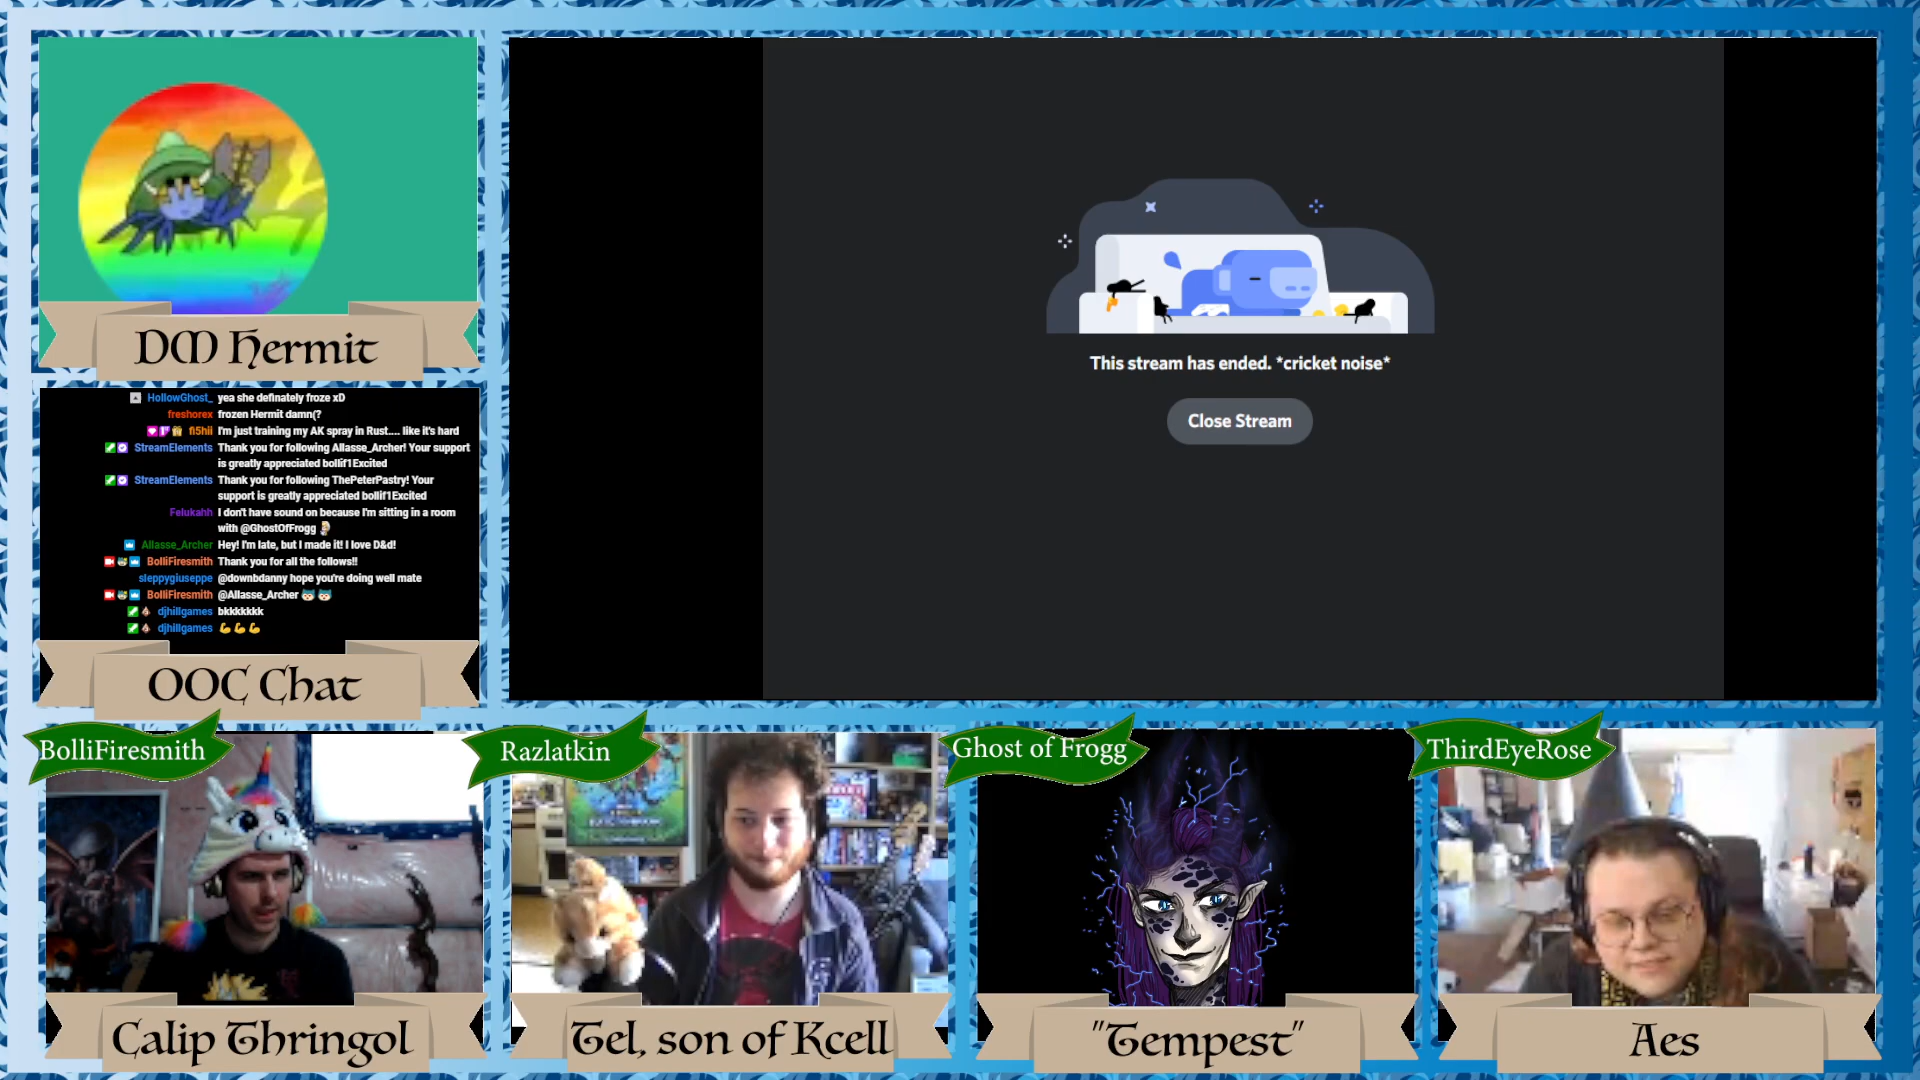 DM Hermit
HollowGhost_ yea she definately froze xD
freshorex frozen Hermit damn(?
fi5hii I'm just training my AK spray in Rust.... like it's hard
StreamElements Thank you for following Allasse_Archer! Your support
is greatly appreciated bollif1Excited
StreamElements Thank you for following ThePeterPastry! Your
support is greatly appreciated bollif1Excited
Felukahh I don't have sound on because I'm sitting in a room
with @GhostOfFrogg
Allasse_Archer Hey! I'm late, but I made it! I love D&d!
BolliFiresmith Thank you for all the follows!!
sleppygiuseppe @downbdanny hope you're doing well mate
BolliFiresmith @Allasse_Archer
djhillgames bkkkkkkk
djhillgames 💪💪💪
OOC Chat
This stream has ended. *cricket noise*
Close Stream
BolliFiresmith
Calip Thringol
Razlatkin
Tel, son of Kcell
Ghost of Frogg
"Tempest"
ThirdEyeRose
Aes